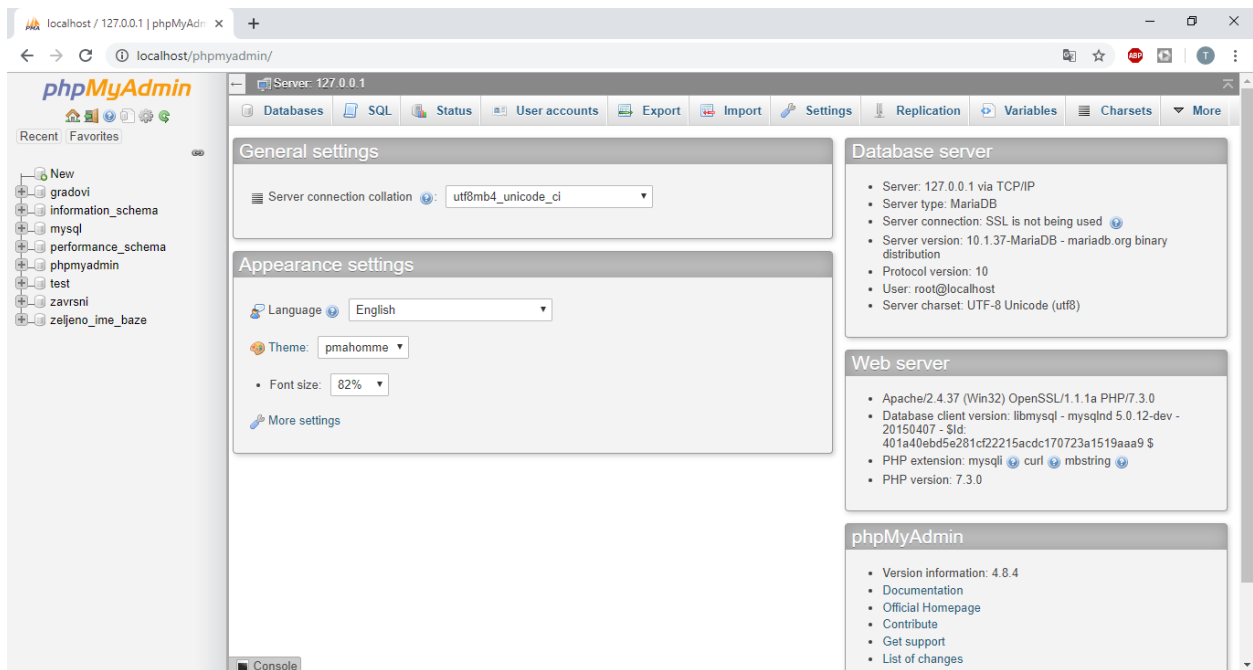 localhost / 127.0.0.1 | phpMyAdm
localhost/phpmyadmin/
ABP
T
phpMyAdmin
Recent Favorites
New
gradovi
information_schema
mysql
performance_schema
phpmyadmin
test
zavrsni
zeljeno_ime_baze
Server: 127.0.0.1
Databases SQL Status User accounts Export Import Settings Replication Variables Charsets More
General settings
Server connection collation : utf8mb4_unicode_ci
Appearance settings
Language English
Theme: pmahomme
Font size: 82%
More settings
Console
Database server
Server: 127.0.0.1 via TCP/IP
Server type: MariaDB
Server connection: SSL is not being used
Server version: 10.1.37-MariaDB - mariadb.org binary
distribution
Protocol version: 10
User: root@localhost
Server charset: UTF-8 Unicode (utf8)
Web server
Apache/2.4.37 (Win32) OpenSSL/1.1.1a PHP/7.3.0
Database client version: libmysql - mysqlnd 5.0.12-dev -
20150407 - $Id:
401a40ebd5e281cf22215acdc170723a1519aaa9 $
PHP extension: mysqli curl mbstring
PHP version: 7.3.0
phpMyAdmin
Version information: 4.8.4
Documentation
Official Homepage
Contribute
Get support
List of changes